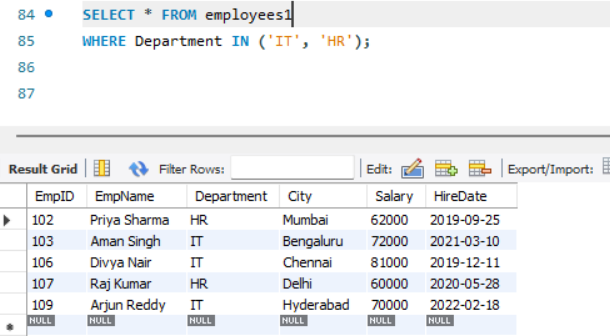 84 SELECT * FROM employees1
85 WHERE Department IN ('IT', 'HR');
86
87
Result Grid Filter Rows: Edit: Export/Import:
EmpID EmpName Department City Salary HireDate
102 Priya Sharma HR Mumbai 62000 2019-09-25
103 Aman Singh IT Bengaluru 72000 2021-03-10
106 Divya Nair IT Chennai 81000 2019-12-11
107 Raj Kumar HR Delhi 60000 2020-05-28
109 Arjun Reddy IT Hyderabad 70000 2022-02-18
NULL NULL NULL NULL NULL NULL